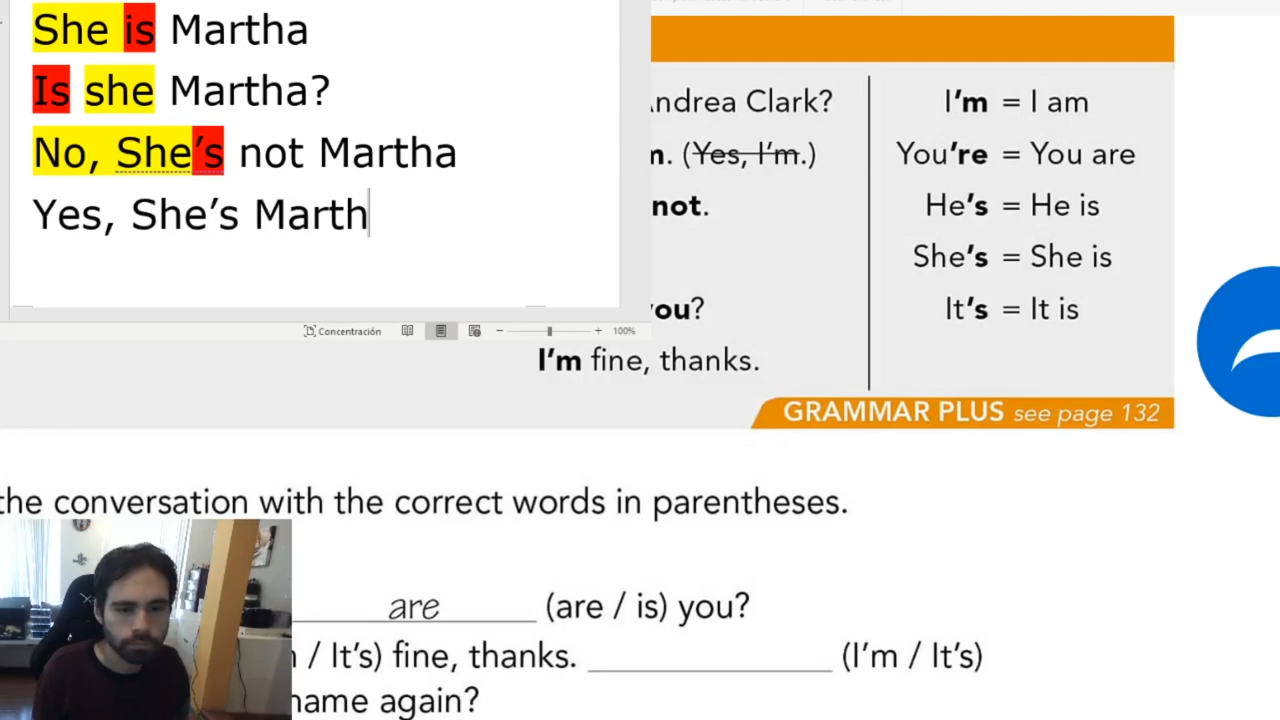 She is Martha
Is she Martha?
No, She's not Martha
Yes, She's Marth
Concentración
100%
Andrea Clark?
(Yes, I'm.)
not.
you?
I'm fine, thanks.
I'm = I am
You're = You are
He's = He is
She's = She is
It's = It is
GRAMMAR PLUS see page 132
the conversation with the correct words in parentheses.
are (are / is) you?
/ It's) fine, thanks. (I'm / It's)
name again?